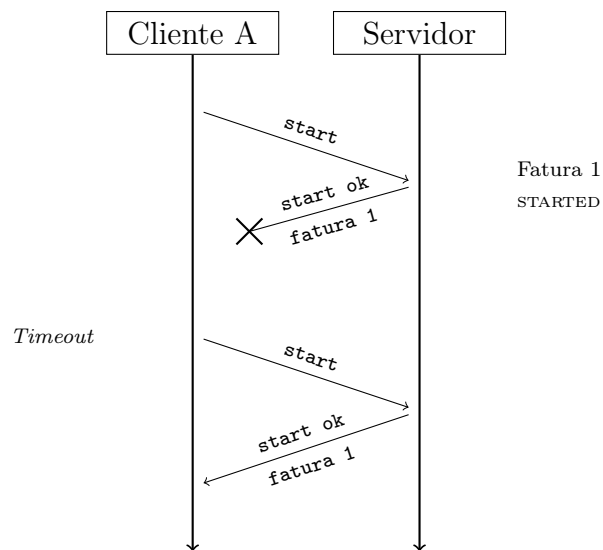 Cliente A
Servidor
start
Fatura 1
STARTED
start ok
fatura 1
Timeout
start
start ok
fatura 1